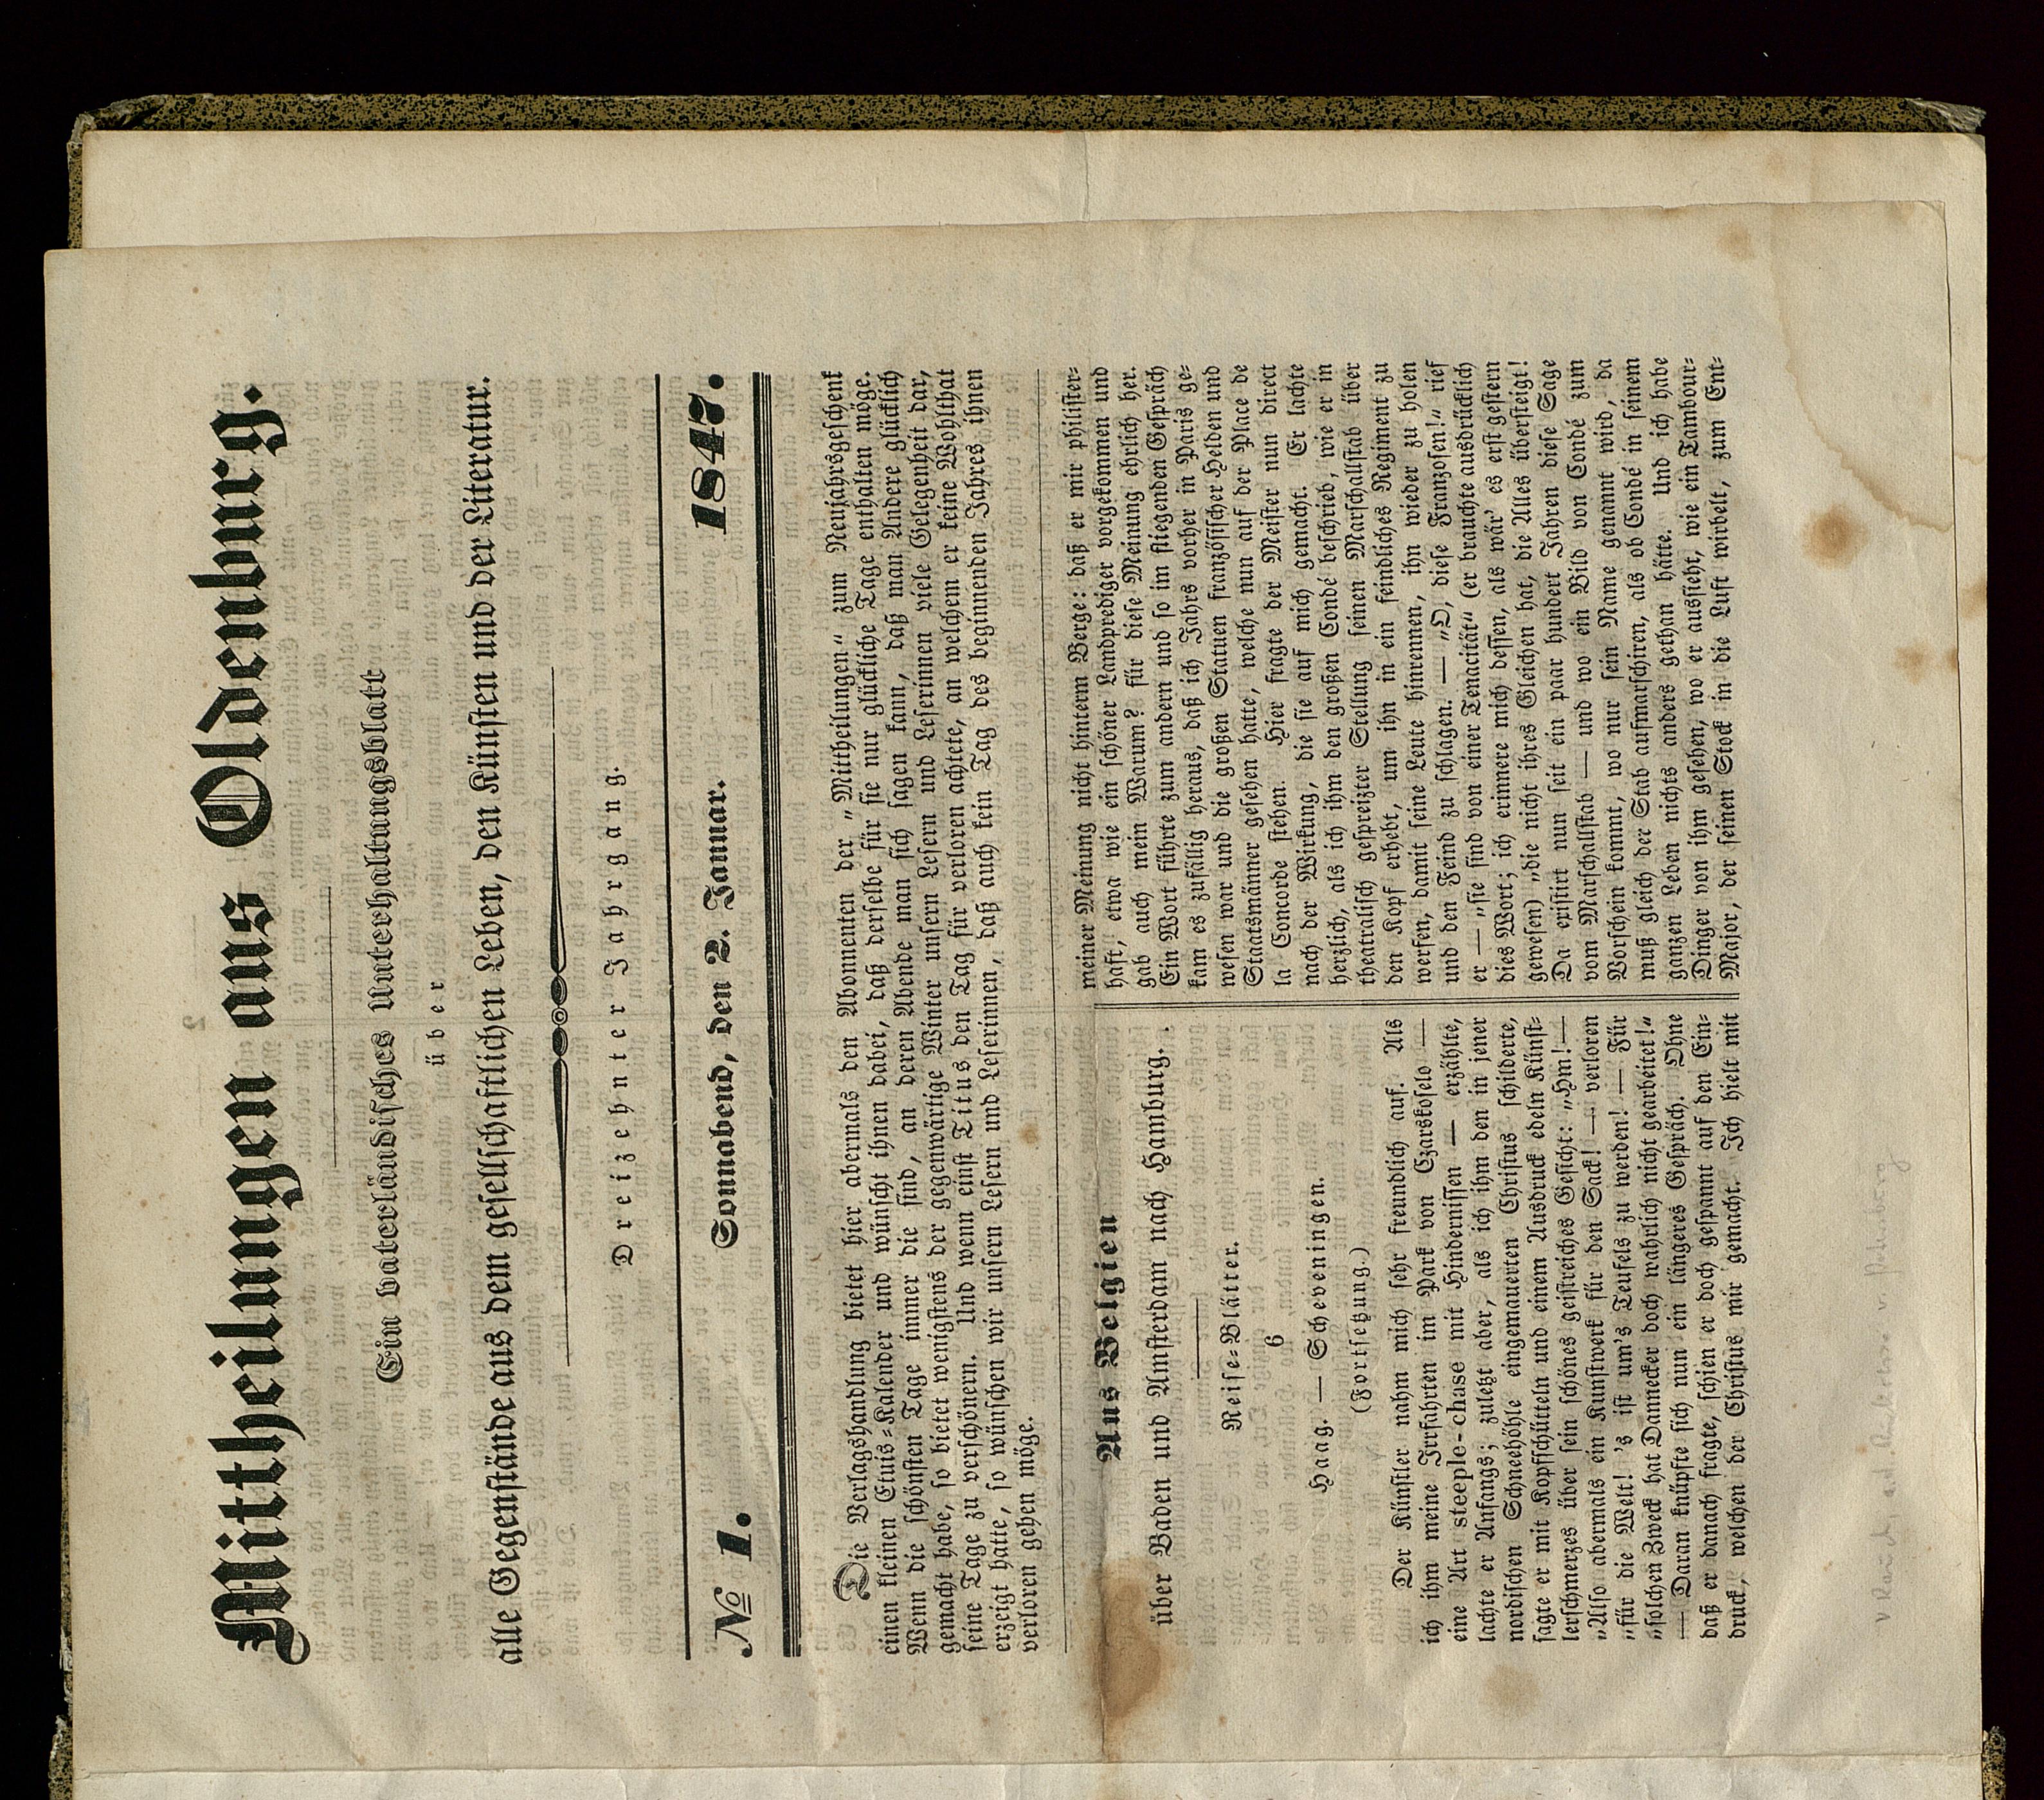 Mittheilungen aus Oldenburg.
Ein vaterländisches Unterhaltungsblatt
über
alle Gegenstände aus dem gesellschaftlichen Leben, den Künsten und der Literatur.
Dreizehnter Jahrgang.
№ 1. Sonnabend, den 2. Januar. 1847.
Die Verlagshandlung bietet hier abermals den Abonnenten der „Mittheilungen“ zum Neujahrsgeschenk
einen kleinen Etuis=Kalender und wünscht ihnen dabei, daß derselbe für sie nur glückliche Tage enthalten möge.
Wenn die schönsten Tage immer die sind, an deren Abende man sich sagen kann, daß man Andere glücklich
gemacht habe, so bietet wenigstens der gegenwärtige Winter unsern Lesern und Leserinnen viele Gelegenheit dar,
seine Tage zu verschönern. Und wenn einst Titus den Tag für verloren achtete, an welchem er keine Wohlthat
erzeigt hatte, so wünschen wir unsern Lesern und Leserinnen, daß auch kein Tag des beginnenden Jahres ihnen
verloren gehen möge.
Aus Belgien
über Baden und Amsterdam nach Hamburg.
Reise=Blätter.
6
Haag. — Scheveningen.
(Fortsetzung.)
Der Künstler nahm mich sehr freundlich auf. Als
ich ihm meine Irrfahrten im Park von Czarskoselo —
eine Art steeple-chase mit Hindernissen — erzählte,
lachte er Anfangs; zuletzt aber, als ich ihm den in jener
nordischen Schneehöhle eingemauerten Christus schilderte,
sagte er mit Kopfschütteln und einem Ausdruck edeln Künst=
lerschmerzes über sein schönes geistreiches Gesicht: „Hm!—
„Also abermals ein Kunstwerk für den Sack! — verloren
„für die Welt! 's ist um's Teufels zu werden! — Für
„solchen Zweck hat Dannecker doch wahrlich nicht gearbeitet!“
— Daran knüpfte sich nun ein längeres Gespräch. Ohne
daß er danach fragte, schien er doch gespannt auf den Ein=
druck, welchen der Christus mir gemacht. Ich hielt mit
meiner Meinung nicht hinterm Berge: daß er mir philister=
haft, etwa wie ein schöner Landprediger vorgekommen und
gab auch mein Warum? für diese Meinung ehrlich her.
Ein Wort führte zum andern und so im fliegenden Gespräch
kam es zufällig heraus, daß ich Jahrs vorher in Paris ge=
wesen war und die großen Statuen französischer Helden und
Staatsmänner gesehen hatte, welche nun auf der Place de
la Concorde stehen. Hier fragte der Meister nun direct
nach der Wirkung, die sie auf mich gemacht. Er lachte
herzlich, als ich ihm den großen Condé beschrieb, wie er in
theatralisch gespreizter Stellung seinen Marschallstab über
den Kopf erhebt, um ihn in ein feindliches Regiment zu
werfen, damit seine Leute hinrennen, ihn wieder zu holen
und den Feind zu schlagen. — „O, diese Franzosen!“ rief
er — „sie sind von einer Tenacität“ (er brauchte ausdrücklich
dies Wort; ich erinnere mich dessen, als wär' es erst gestern
gewesen) „die nicht ihres Gleichen hat, die Alles übersteigt!
Da existirt nun seit ein paar hundert Jahren diese Sage
vom Marschallstab — und wo ein Bild von Condé zum
Vorschein kommt, wo nur sein Name genannt wird, da
muß gleich der Stab aufmarschiren, als ob Condé in seinem
ganzen Leben nichts anders gethan hätte. Und ich habe
Dinger von ihm gesehen, wo er aussieht, wie ein Tambour=
Major, der seinen Stock in die Luft wirbelt, zum Ent=